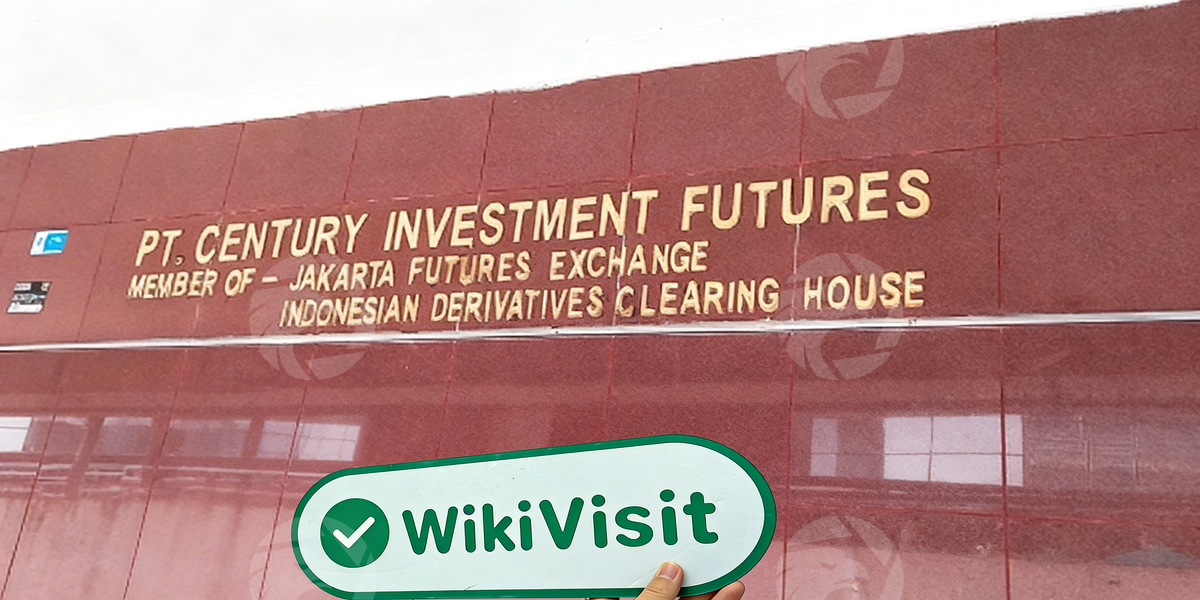 PT. CENTURY INVESTMENT FUTURES
MEMBER OF - JAKARTA FUTURES EXCHANGE
INDONESIAN DERIVATIVES CLEARING HOUSE
WikiVisit